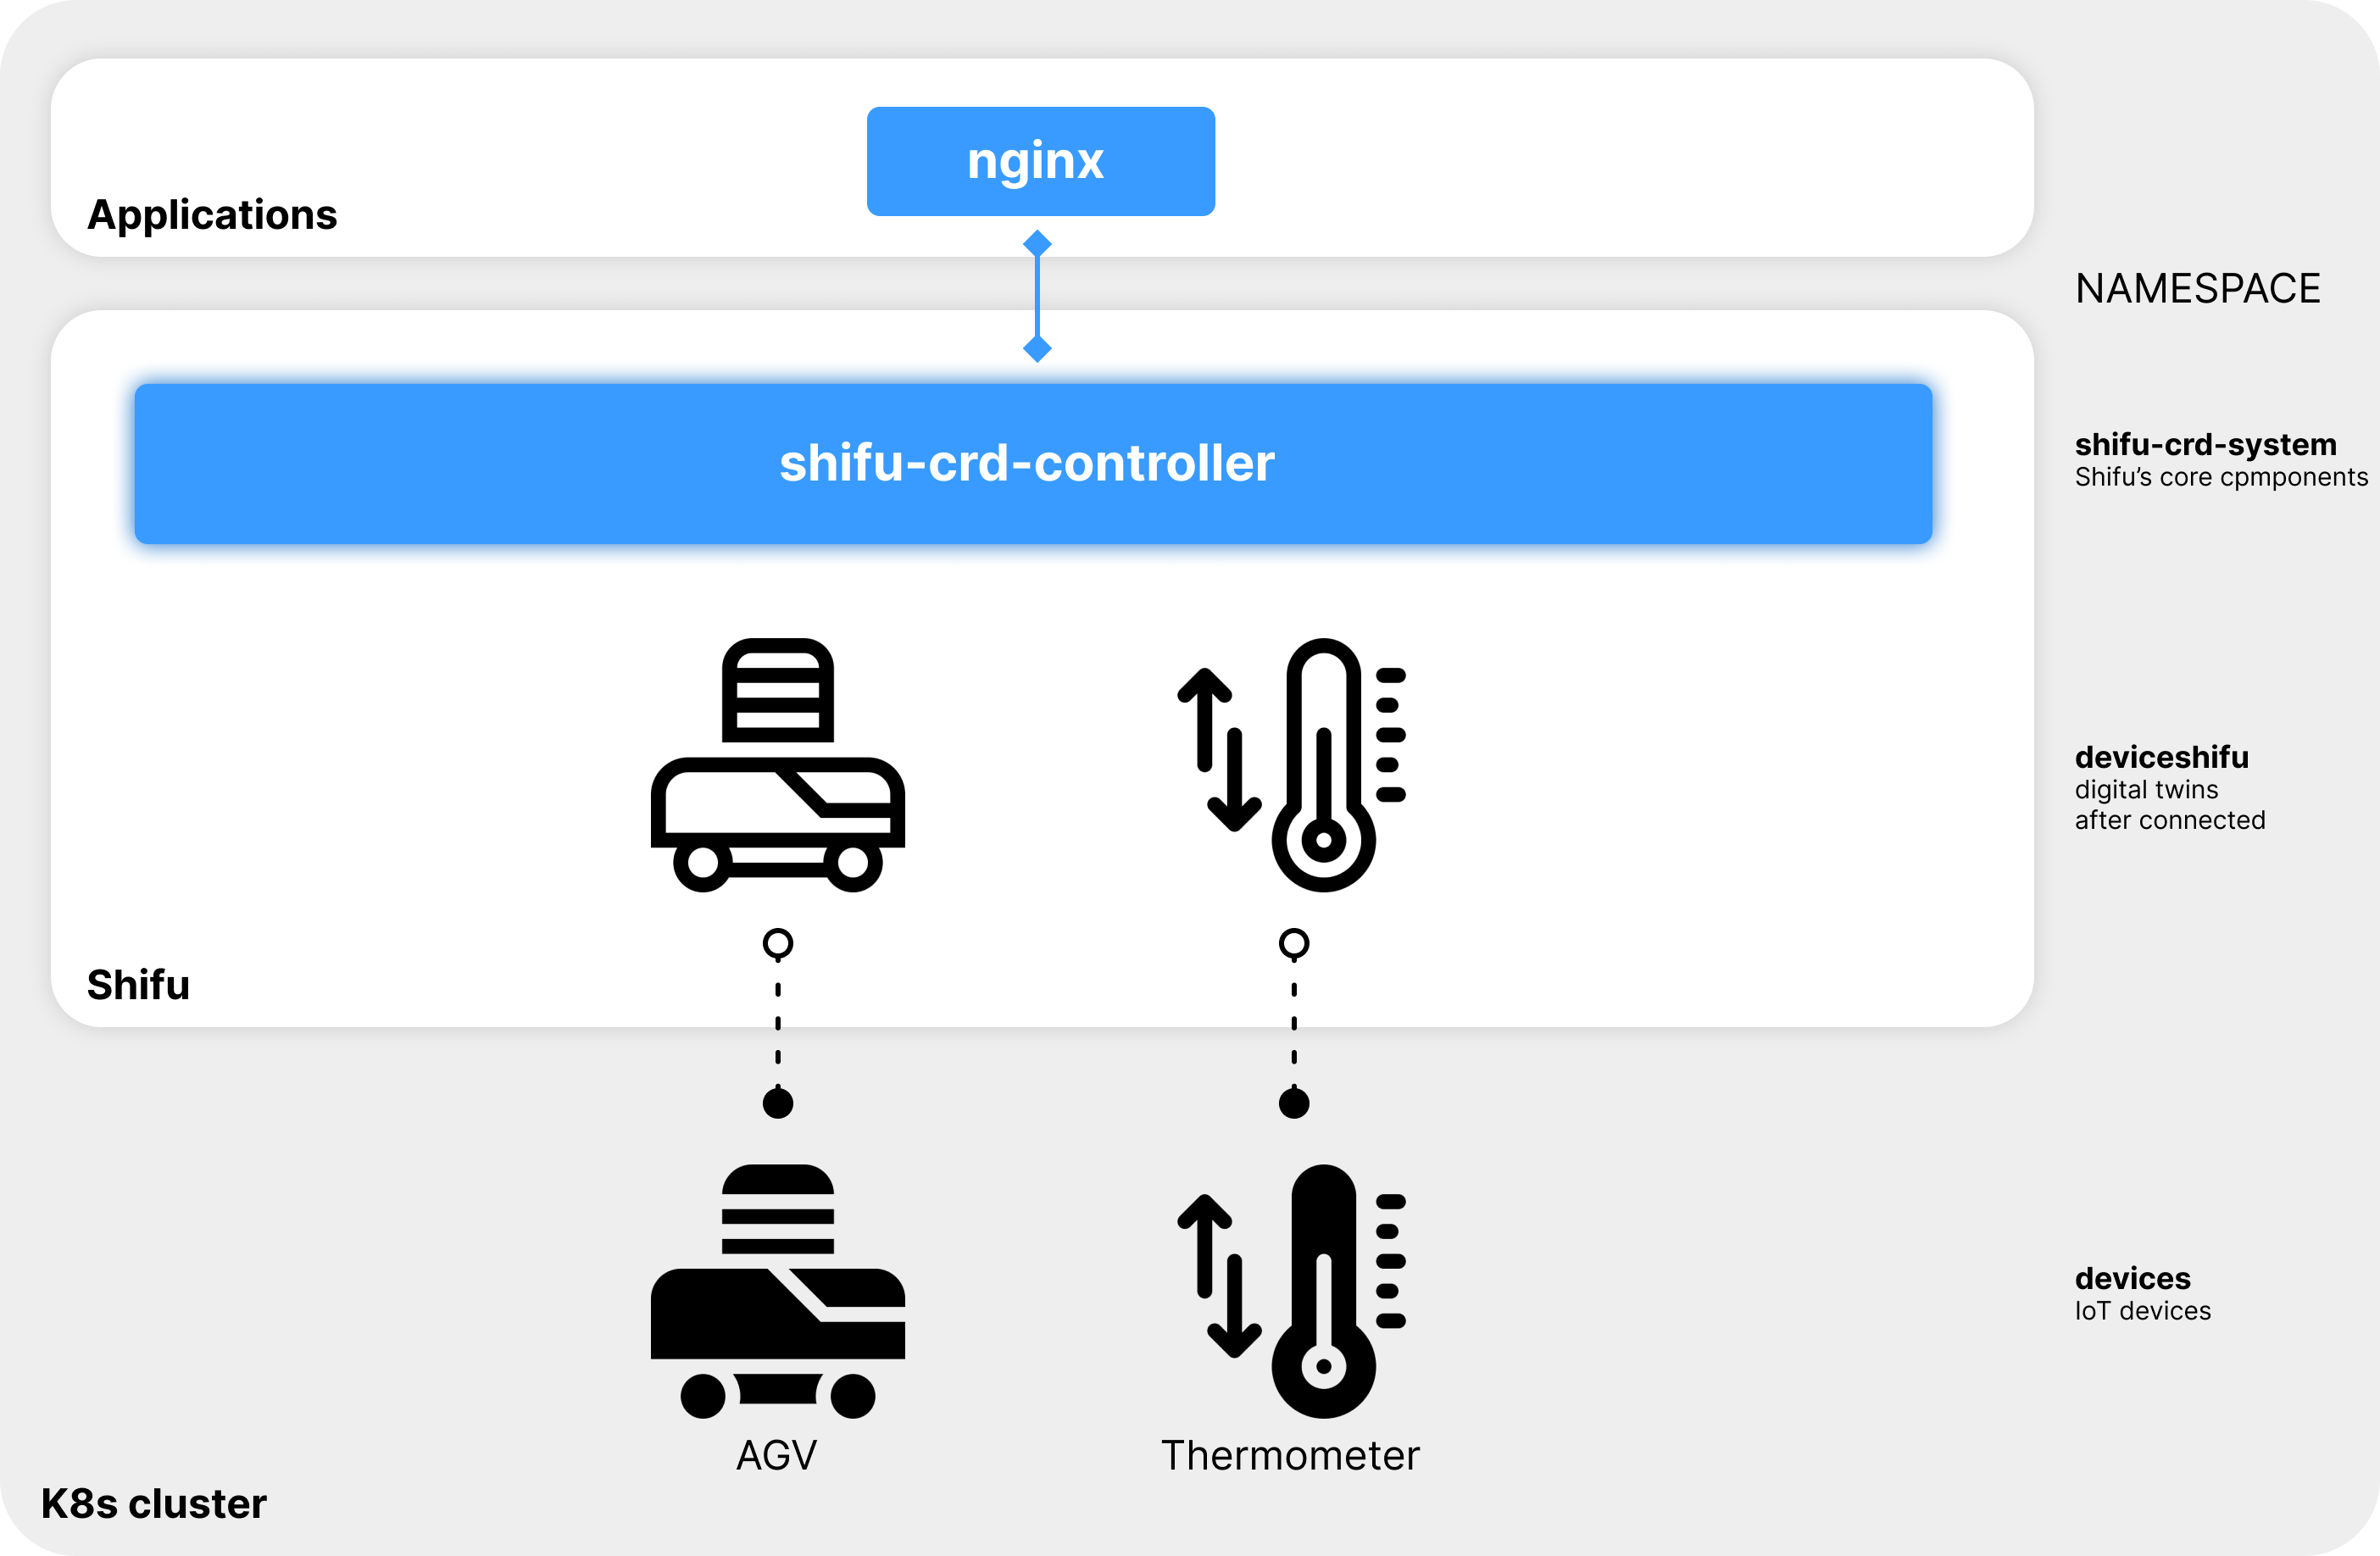 nginx
Applications
NAMESPACE
shifu-crd-controller
shifu-crd-system
Shifu’s core cpmponents
deviceshifu
digital twins
after connected
Shifu
devices
IoT devices
AGV
Thermometer
K8s cluster